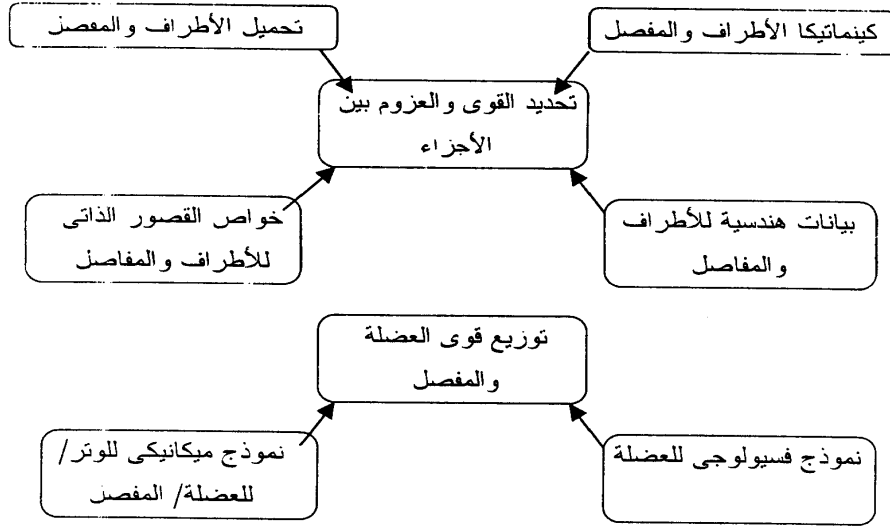 كينماتيكا الأطراف والمفصل
تحميل الأطراف والمفصل
تحديد القوى والعزوم بين
الأجزاء
بيانات هندسية للأطراف
والمفاصل
خواص القصور الذاتى
للأطراف والمفاصل
توزيع قوى العضلة
والمفصل
نموذج فسيولوجى للعضلة
نموذج ميكانيكى للوتر/
للعضلة/ المفصل